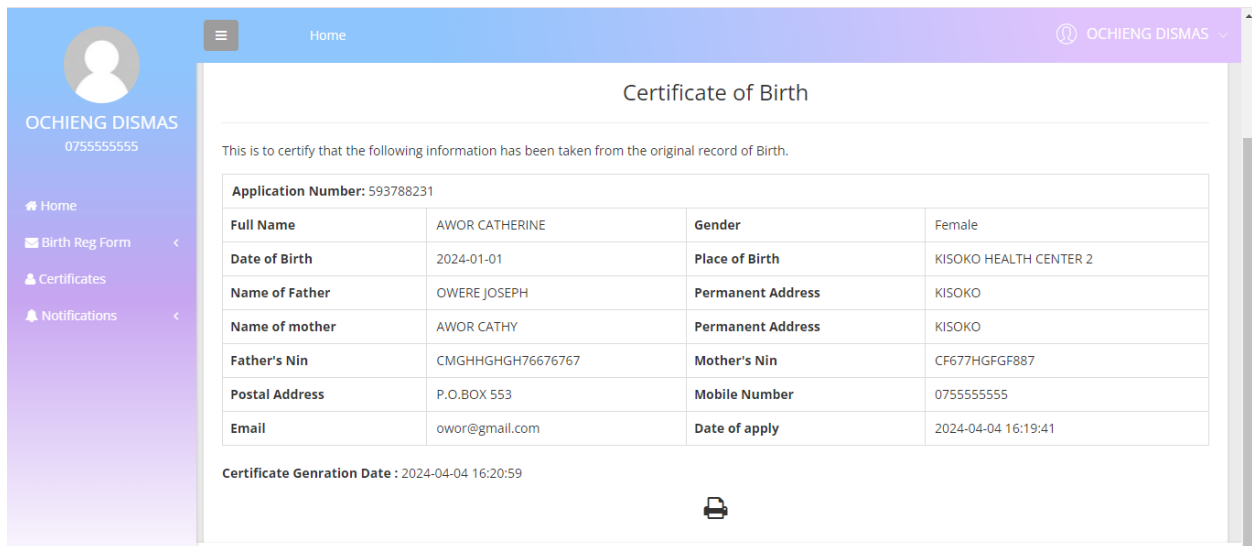 Home
OCHIENG DISMAS
OCHIENG DISMAS
0755555555
Home
Birth Reg Form
Certificates
Notifications
Certificate of Birth
This is to certify that the following information has been taken from the original record of Birth.
Application Number: 593788231
Full Name AWOR CATHERINE Gender Female
Date of Birth 2024-01-01 Place of Birth KISOKO HEALTH CENTER 2
Name of Father OWERE JOSEPH Permanent Address KISOKO
Name of mother AWOR CATHY Permanent Address KISOKO
Father's Nin CMGHHGHGH76676767 Mother's Nin CF677HGFGF887
Postal Address P.O.BOX 553 Mobile Number 0755555555
Email owor@gmail.com Date of apply 2024-04-04 16:19:41
Certificate Genration Date : 2024-04-04 16:20:59